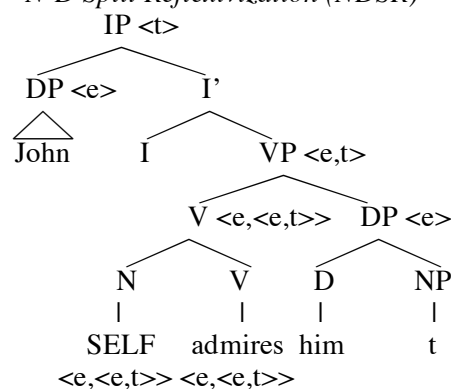 N-D Split Reflexivization (NDSR)
IP <t>
DP <e> I’
John I VP <e,t>
V <e,<e,t>> DP <e>
N V D NP
SELF admires him t
<e,<e,t>> <e,<e,t>>